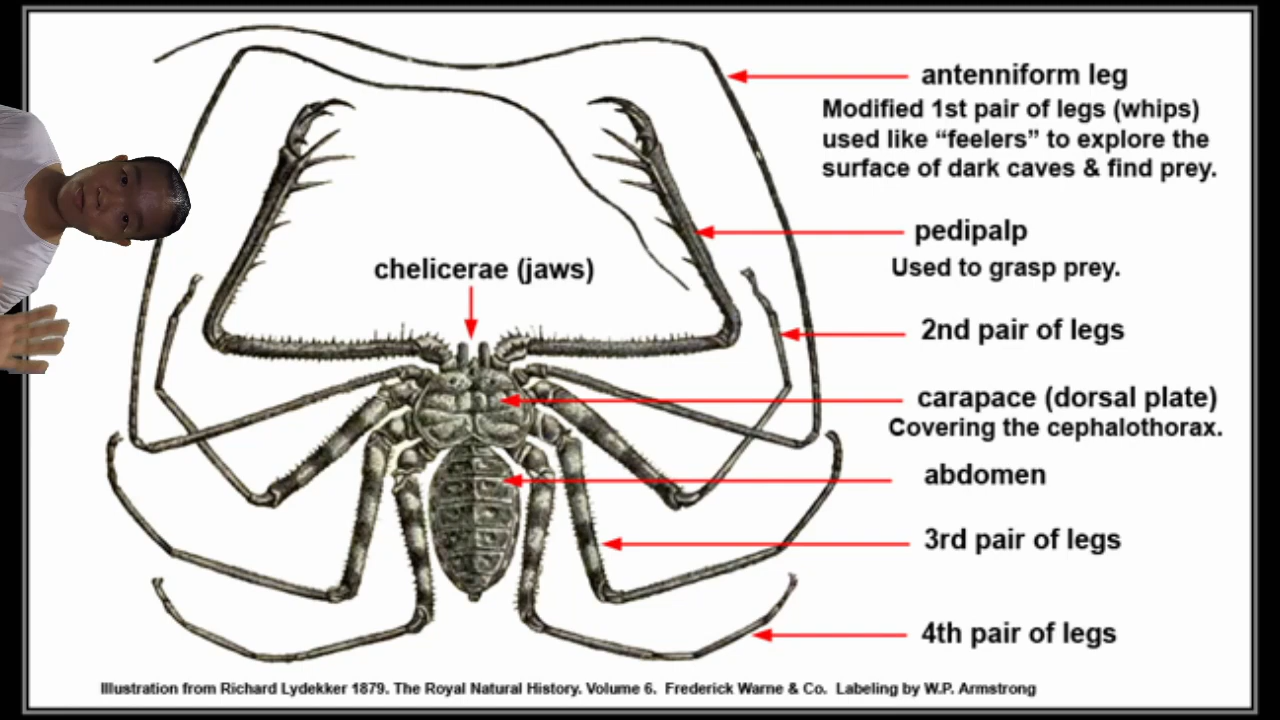 antenniform leg
Modified 1st pair of legs (whips)
used like “feelers” to explore the
surface of dark caves & find prey.
pedipalp
Used to grasp prey.
chelicerae (jaws)
2nd pair of legs
carapace (dorsal plate)
Covering the cephalothorax.
abdomen
3rd pair of legs
4th pair of legs
Illustration from Richard Lydekker 1879. The Royal Natural History. Volume 6. Frederick Warne & Co. Labeling by W.P. Armstrong